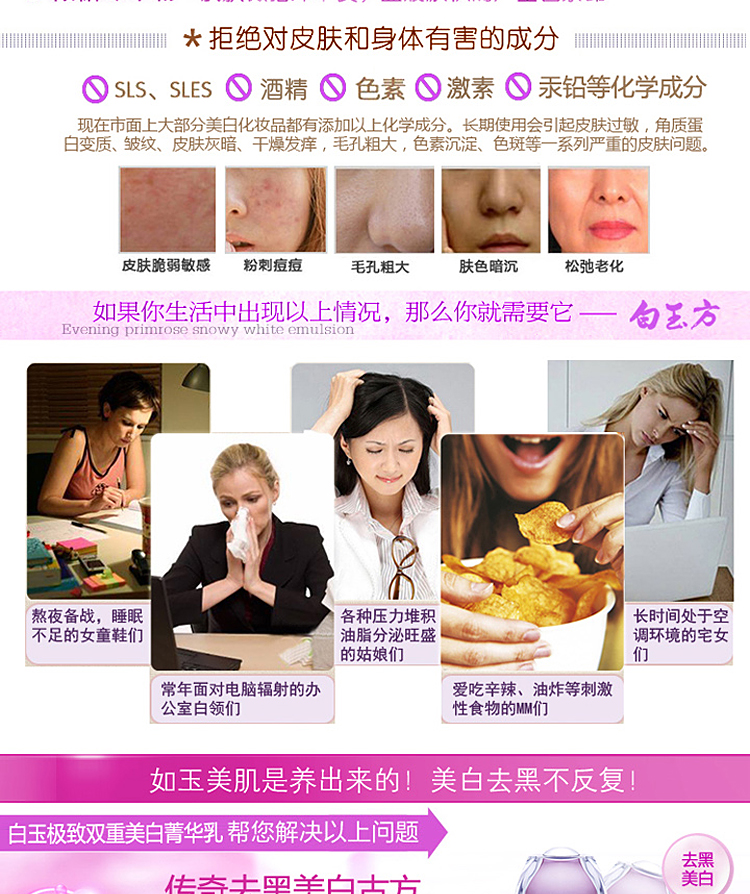 *拒绝对皮肤和身体有害的成分
SLS、SLES 酒精 色素 激素 汞铅等化学成分
现在市面上大部分美白化妆品都有添加以上化学成分。长期使用会引起皮肤过敏，角质蛋
白变质、皱纹、皮肤灰暗、干燥发痒，毛孔粗大，色素沉淀、色斑等一系列严重的皮肤问题。
皮肤脆弱敏感 粉刺痘痘 毛孔粗大 肤色暗沉 松弛老化
如果你生活中出现以上情况，那么你就需要它 —— 白玉方
Evening primrose snowy white emulsion
熬夜备战，睡眠
不足的女童鞋们
各种压力堆积
油脂分泌旺盛
的姑娘们
长时间处于空
调环境的宅女
们
常年面对电脑辐射的办
公室白领们
爱吃辛辣、油炸等刺激
性食物的MM们
如玉美肌是养出来的！美白去黑不反复！
白玉极致双重美白菁华乳 帮您解决以上问题
去黑
美白
传奇去黑美白古方